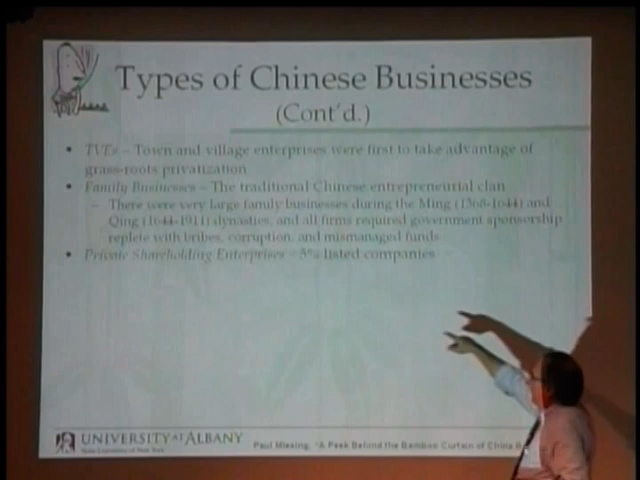 Types of Chinese Businesses
(Cont'd.)
• TVEs – Town and village enterprises were first to take advantage of
grass-roots privatization
• Family Businesses – The traditional Chinese entrepreneurial clan
– There were very large family businesses during the Ming (1368-1644) and
Qing (1644-1911) dynasties, and all firms required government sponsorship
replete with bribes, corruption, and mismanaged funds
• Private Shareholding Enterprises – 5% listed companies
UNIVERSITY AT ALBANY
State University of New York
Paul Miesing, "A Peek Behind the Bamboo Curtain of China